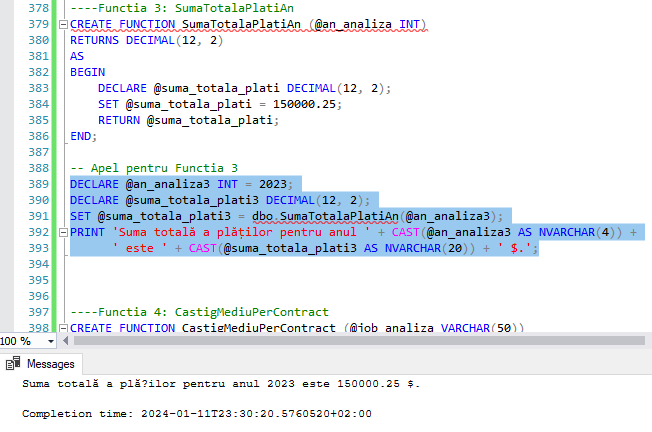 378 ----Functia 3: SumaTotalaPlatiAn
379 CREATE FUNCTION SumaTotalaPlatiAn (@an_analiza INT)
380 RETURNS DECIMAL(12, 2)
381 AS
382 BEGIN
383 DECLARE @suma_totala_plati DECIMAL(12, 2);
384 SET @suma_totala_plati = 150000.25;
385 RETURN @suma_totala_plati;
386 END;
387
388 -- Apel pentru Functia 3
389 DECLARE @an_analiza3 INT = 2023;
390 DECLARE @suma_totala_plati3 DECIMAL(12, 2);
391 SET @suma_totala_plati3 = dbo.SumaTotalaPlatiAn(@an_analiza3);
392 PRINT 'Suma totală a plăților pentru anul ' + CAST(@an_analiza3 AS NVARCHAR(4)) +
393 ' este ' + CAST(@suma_totala_plati3 AS NVARCHAR(20)) + ' $.';
394
395
396
397 ----Functia 4: CastigMediuPerContract
398 CREATE FUNCTION CastigMediuPerContract (@job_analiza VARCHAR(50))
100 %
Messages
Suma totală a plă?ilor pentru anul 2023 este 150000.25 $.
Completion time: 2024-01-11T23:30:20.5760520+02:00